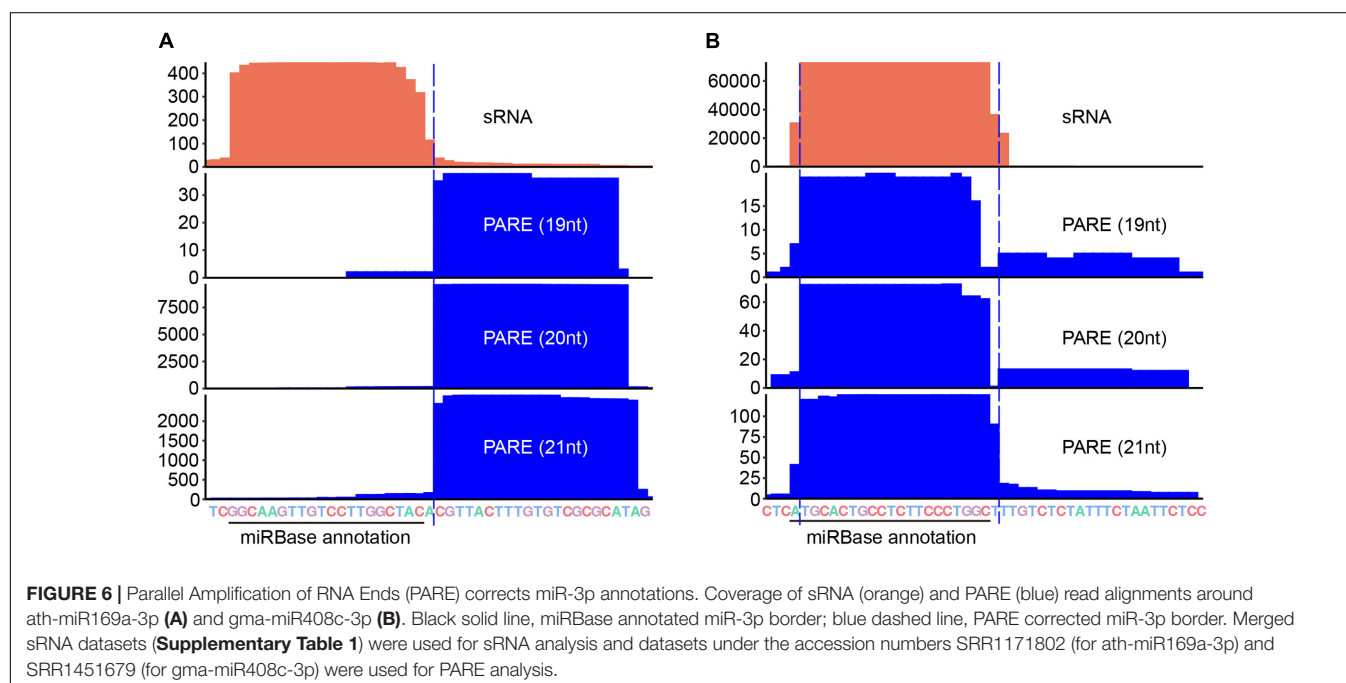 A
400
300
200
100
0
sRNA
30
20
10
0
PARE (19nt)
7500
5000
2500
0
PARE (20nt)
2000
1500
1000
500
0
PARE (21nt)
TCGGCAAGTTGTCCTTGGCTACACGTTACTTTGTGTCGCGCATAG
miRBase annotation
B
60000
40000
20000
0
sRNA
15
10
5
0
PARE (19nt)
60
40
20
0
PARE (20nt)
100
75
50
25
0
PARE (21nt)
CTCATGCACTGCCTCTTCCCTGGCTTTGTCTCTATTTCTAATTCTCC
miRBase annotation
FIGURE 6 | Parallel Amplification of RNA Ends (PARE) corrects miR-3p annotations. Coverage of sRNA (orange) and PARE (blue) read alignments around
ath-miR169a-3p (A) and gma-miR408c-3p (B). Black solid line, miRBase annotated miR-3p border; blue dashed line, PARE corrected miR-3p border. Merged
sRNA datasets (Supplementary Table 1) were used for sRNA analysis and datasets under the accession numbers SRR1171802 (for ath-miR169a-3p) and
SRR1451679 (for gma-miR408c-3p) were used for PARE analysis.